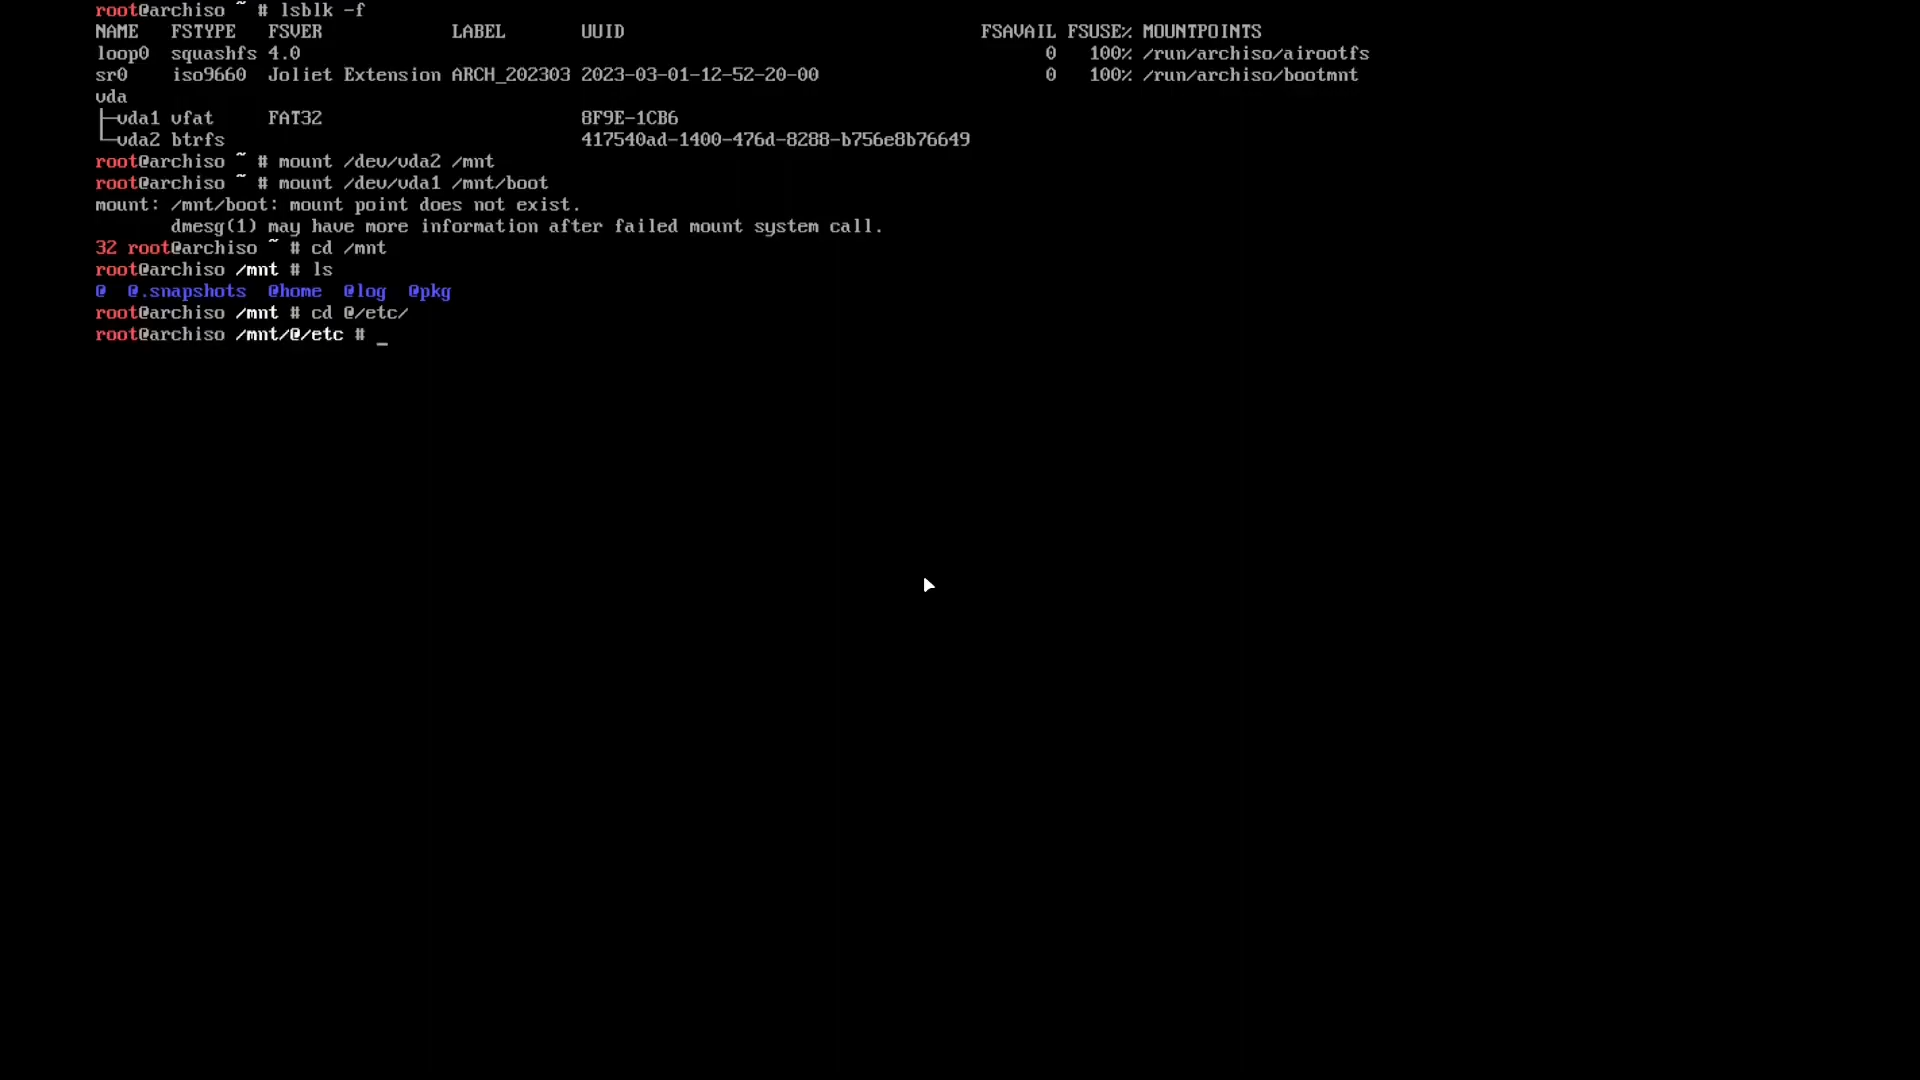 root@archiso ~ # lsblk -f
NAME   FSTYPE   FSVER            LABEL       UUID                                 FSAVAIL FSUSE% MOUNTPOINTS
loop0  squashfs 4.0                                                                     0   100% /run/archiso/airootfs
sr0    iso9660  Joliet Extension ARCH_202303 2023-03-01-12-52-20-00                     0   100% /run/archiso/bootmnt
vda
├─vda1 vfat     FAT32                        8F9E-1CB6
└─vda2 btrfs                                 417540ad-1400-476d-8288-b756e8b76649
root@archiso ~ # mount /dev/vda2 /mnt
root@archiso ~ # mount /dev/vda1 /mnt/boot
mount: /mnt/boot: mount point does not exist.
       dmesg(1) may have more information after failed mount system call.
32 root@archiso ~ # cd /mnt
root@archiso /mnt # ls
@  @.snapshots  @home  @log  @pkg
root@archiso /mnt # cd @/etc/
root@archiso /mnt/@/etc # _